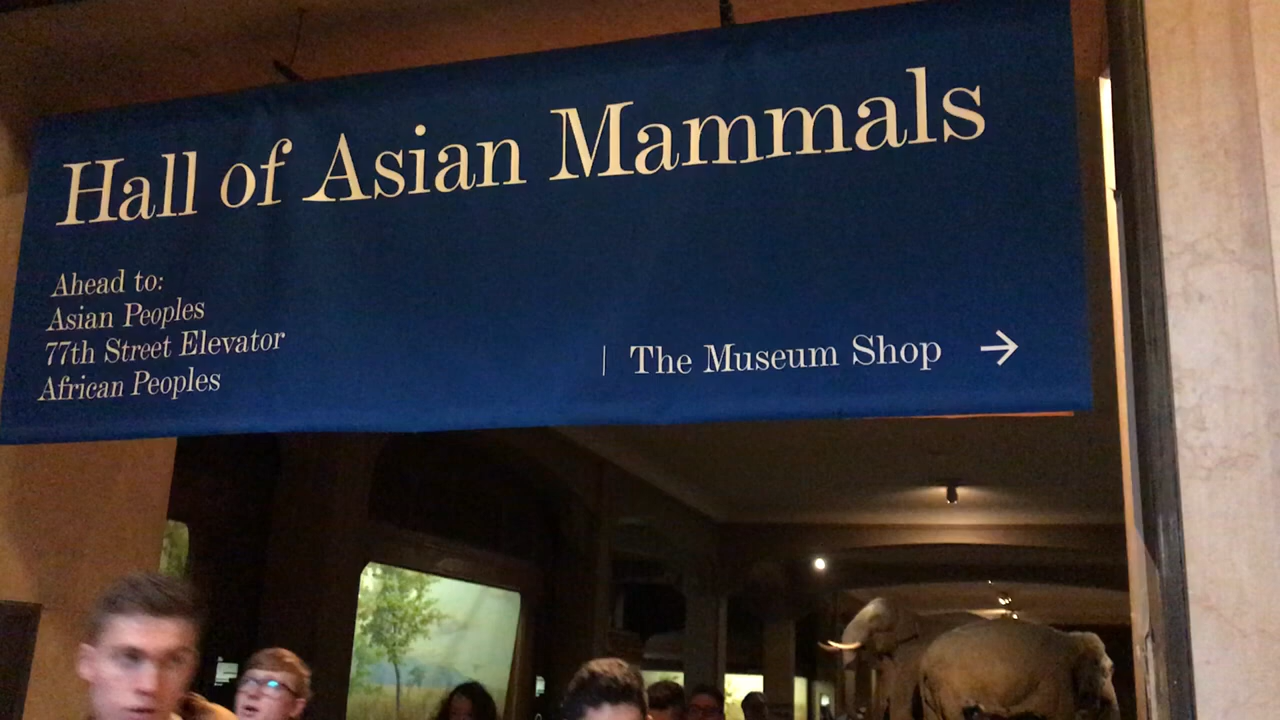 Hall of Asian Mammals
Ahead to:
Asian Peoples
77th Street Elevator
African Peoples
The Museum Shop →